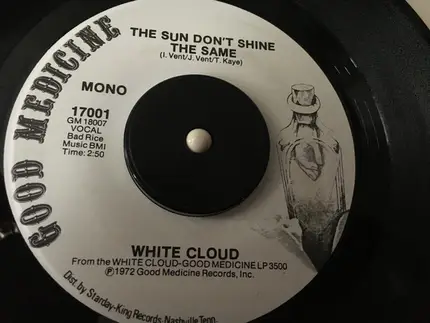 GOOD MEDICINE
THE SUN DON'T SHINE
THE SAME
(I. Vent/J. Vent/T. Kaye)
MONO
17001
GM 18007
VOCAL
Bad Rice
Music BMI
Time: 2:50
WHITE CLOUD
From the WHITE CLOUD-GOOD MEDICINE LP 3500
Ⓟ1972 Good Medicine Records, Inc.
Dist. by Starday-King Records, Nashville, Tenn.